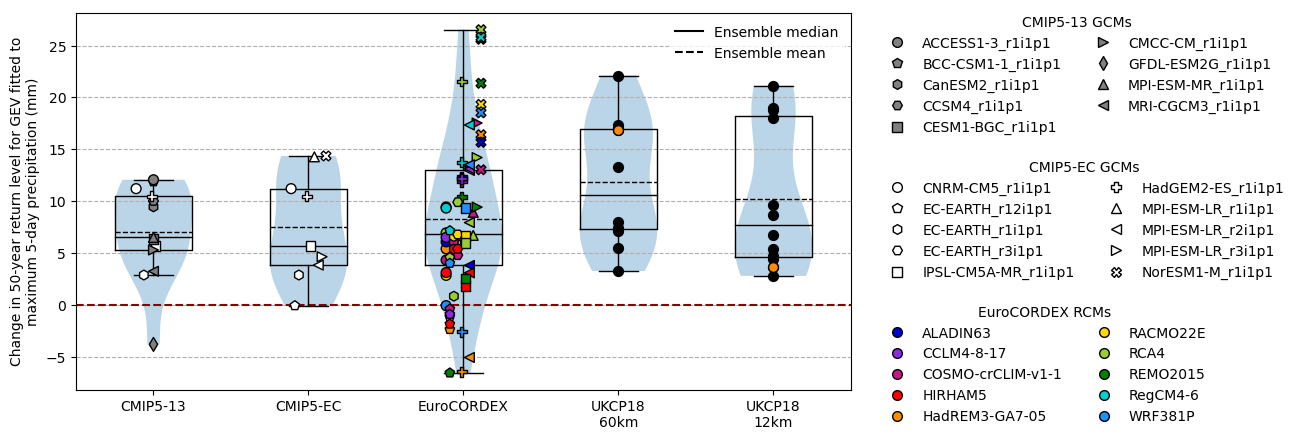 Change in 50-year return level for GEV fitted to
maximum 5-day precipitation (mm)
25
20
15
10
5
0
−5
Ensemble median
Ensemble mean
CMIP5-13
CMIP5-EC
EuroCORDEX
UKCP18
60km
UKCP18
12km
CMIP5-13 GCMs
ACCESS1-3_r1i1p1
BCC-CSM1-1_r1i1p1
CanESM2_r1i1p1
CCSM4_r1i1p1
CESM1-BGC_r1i1p1
CMCC-CM_r1i1p1
GFDL-ESM2G_r1i1p1
MPI-ESM-MR_r1i1p1
MRI-CGCM3_r1i1p1
CMIP5-EC GCMs
CNRM-CM5_r1i1p1
EC-EARTH_r12i1p1
EC-EARTH_r1i1p1
EC-EARTH_r3i1p1
IPSL-CM5A-MR_r1i1p1
HadGEM2-ES_r1i1p1
MPI-ESM-LR_r1i1p1
MPI-ESM-LR_r2i1p1
MPI-ESM-LR_r3i1p1
NorESM1-M_r1i1p1
EuroCORDEX RCMs
ALADIN63
CCLM4-8-17
COSMO-crCLIM-v1-1
HIRHAM5
HadREM3-GA7-05
RACMO22E
RCA4
REMO2015
RegCM4-6
WRF381P